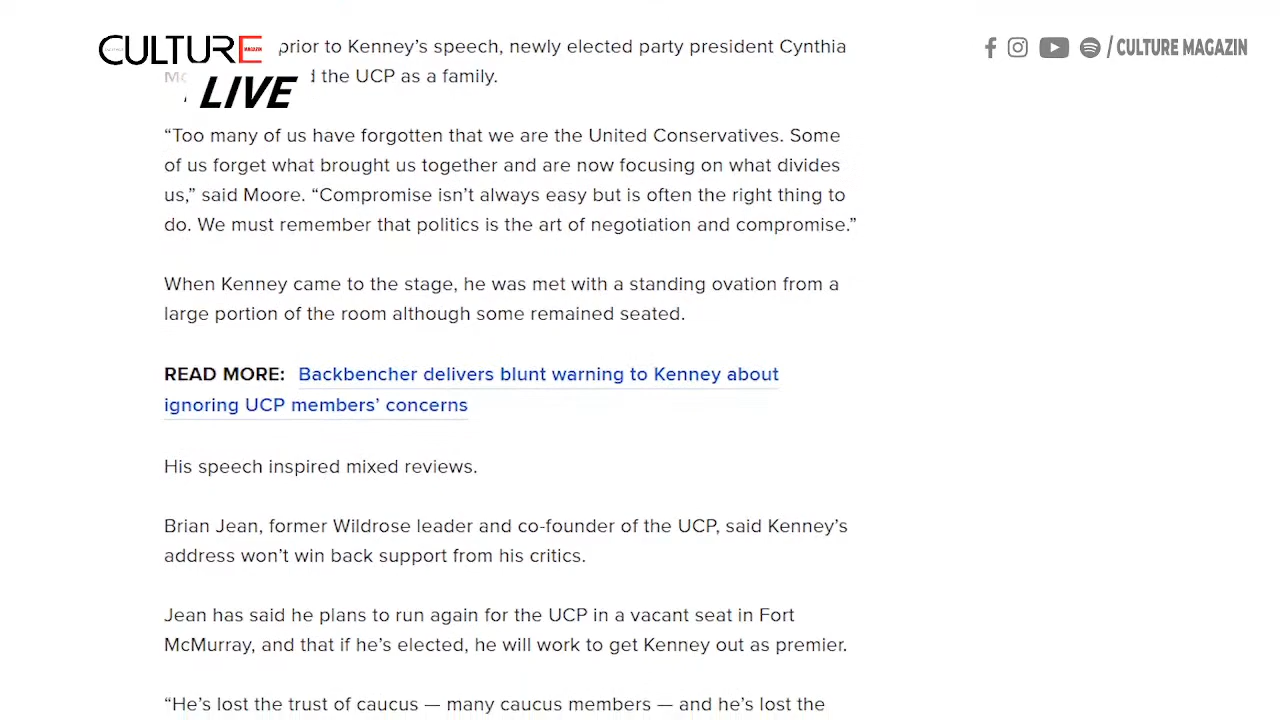 CULTURE MAGAZIN
LIVE
/ CULTURE MAGAZIN
prior to Kenney’s speech, newly elected party president Cynthia
the UCP as a family.
“Too many of us have forgotten that we are the United Conservatives. Some
of us forget what brought us together and are now focusing on what divides
us,” said Moore. “Compromise isn’t always easy but is often the right thing to
do. We must remember that politics is the art of negotiation and compromise.”
When Kenney came to the stage, he was met with a standing ovation from a
large portion of the room although some remained seated.
READ MORE: Backbencher delivers blunt warning to Kenney about
ignoring UCP members’ concerns
His speech inspired mixed reviews.
Brian Jean, former Wildrose leader and co-founder of the UCP, said Kenney’s
address won’t win back support from his critics.
Jean has said he plans to run again for the UCP in a vacant seat in Fort
McMurray, and that if he’s elected, he will work to get Kenney out as premier.
“He’s lost the trust of caucus — many caucus members — and he’s lost the